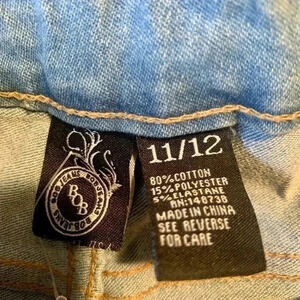 BOB
11/12
80%COTTON
15%POLYESTER
5%ELASTANE
RN:148738
MADE IN CHINA
SEE REVERSE
FOR CARE